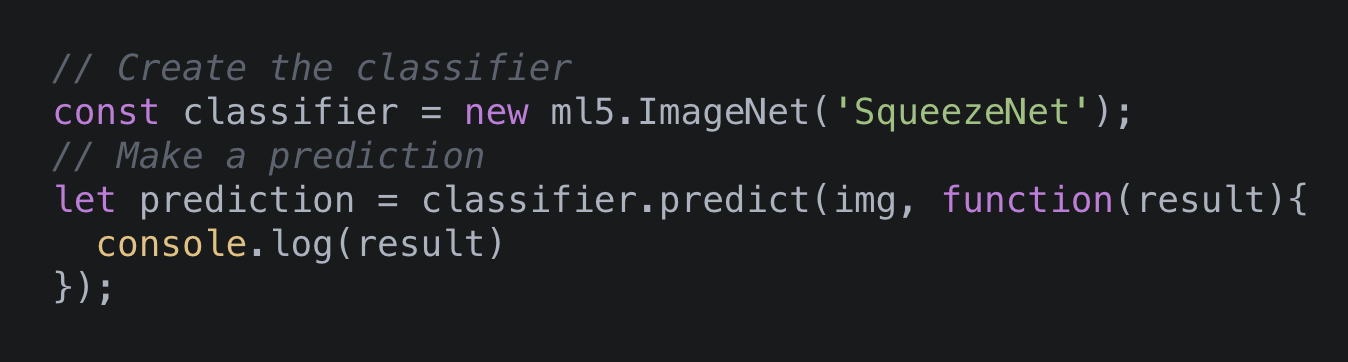 // Create the classifier
const classifier = new ml5.ImageNet('SqueezeNet');
// Make a prediction
let prediction = classifier.predict(img, function(result){
  console.log(result)
});